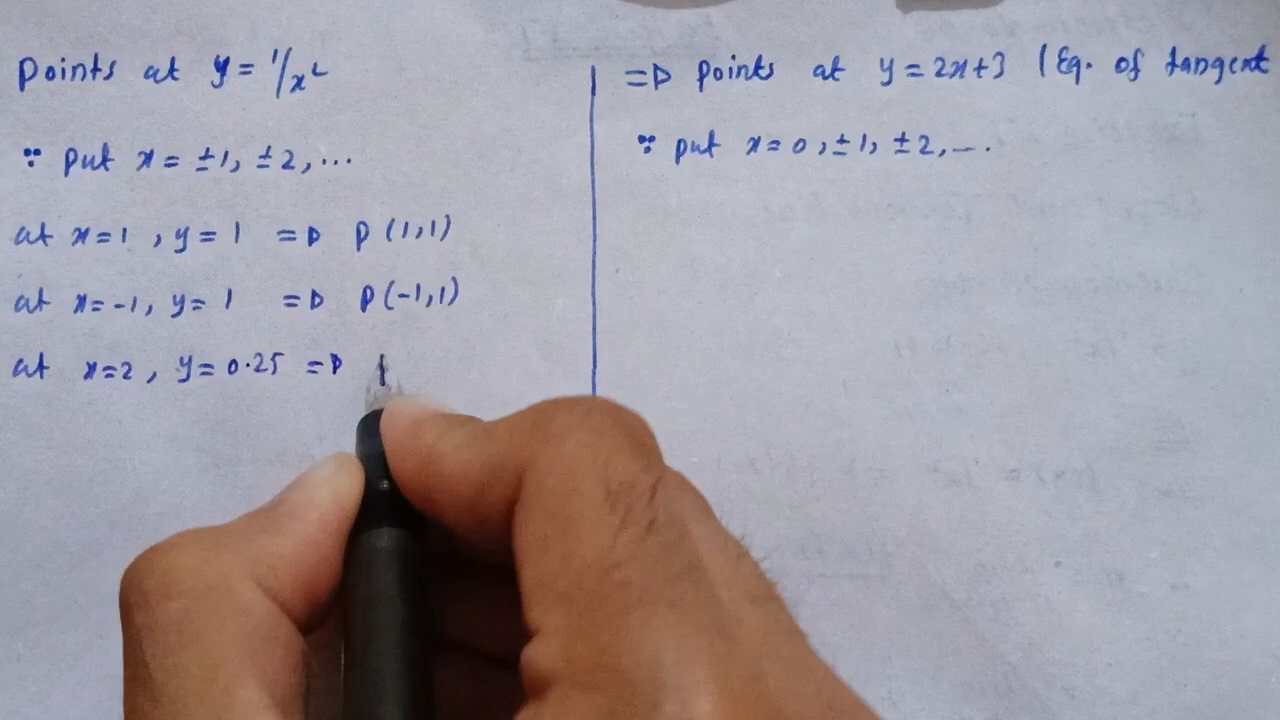 points at y = 1/x²
∵ put x = ±1, ±2, ...
at x=1 , y=1 => P(1,1)
at x=-1, y=1 => P(-1,1)
at x=2, y=0.25 =>
=> points at y=2x+3 (Eq. of tangent
∵ put x=0,±1, ±2,...